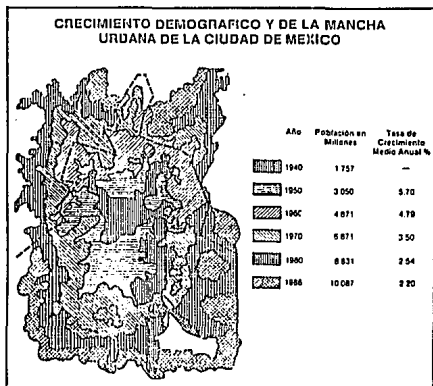 CRECIMIENTO DEMOGRAFICO Y DE LA MANCHA
URBANA DE LA CIUDAD DE MEXICO
Año Población en Millones Tasa de Crecimiento Medio Anual %
1940 1 757 —
1950 3 050 5.70
1960 4 871 4.79
1970 6 871 3 50
1980 8 831 2 54
1988 10 087 2 20